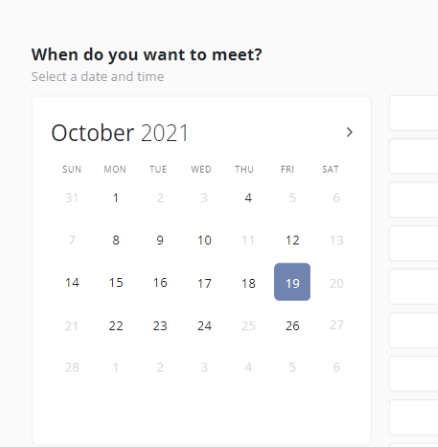 When do you want to meet?
Select a date and time
October 2021 >
SUN MON TUE WED THU FRI SAT
31 1 2 3 4 5 6
7 8 9 10 11 12 13
14 15 16 17 18 19 20
21 22 23 24 25 26 27
28 1 2 3 4 5 6